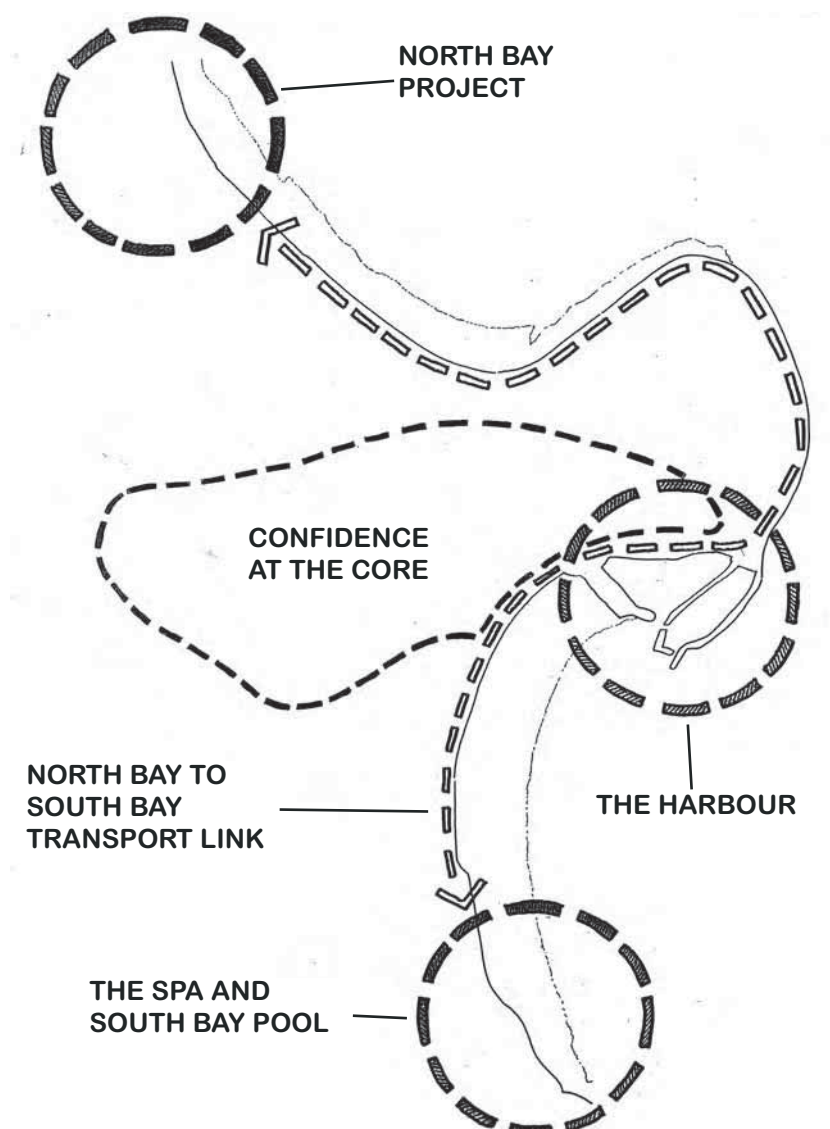 NORTH BAY
PROJECT
CONFIDENCE
AT THE CORE
NORTH BAY TO
SOUTH BAY
TRANSPORT LINK
THE HARBOUR
THE SPA AND
SOUTH BAY POOL